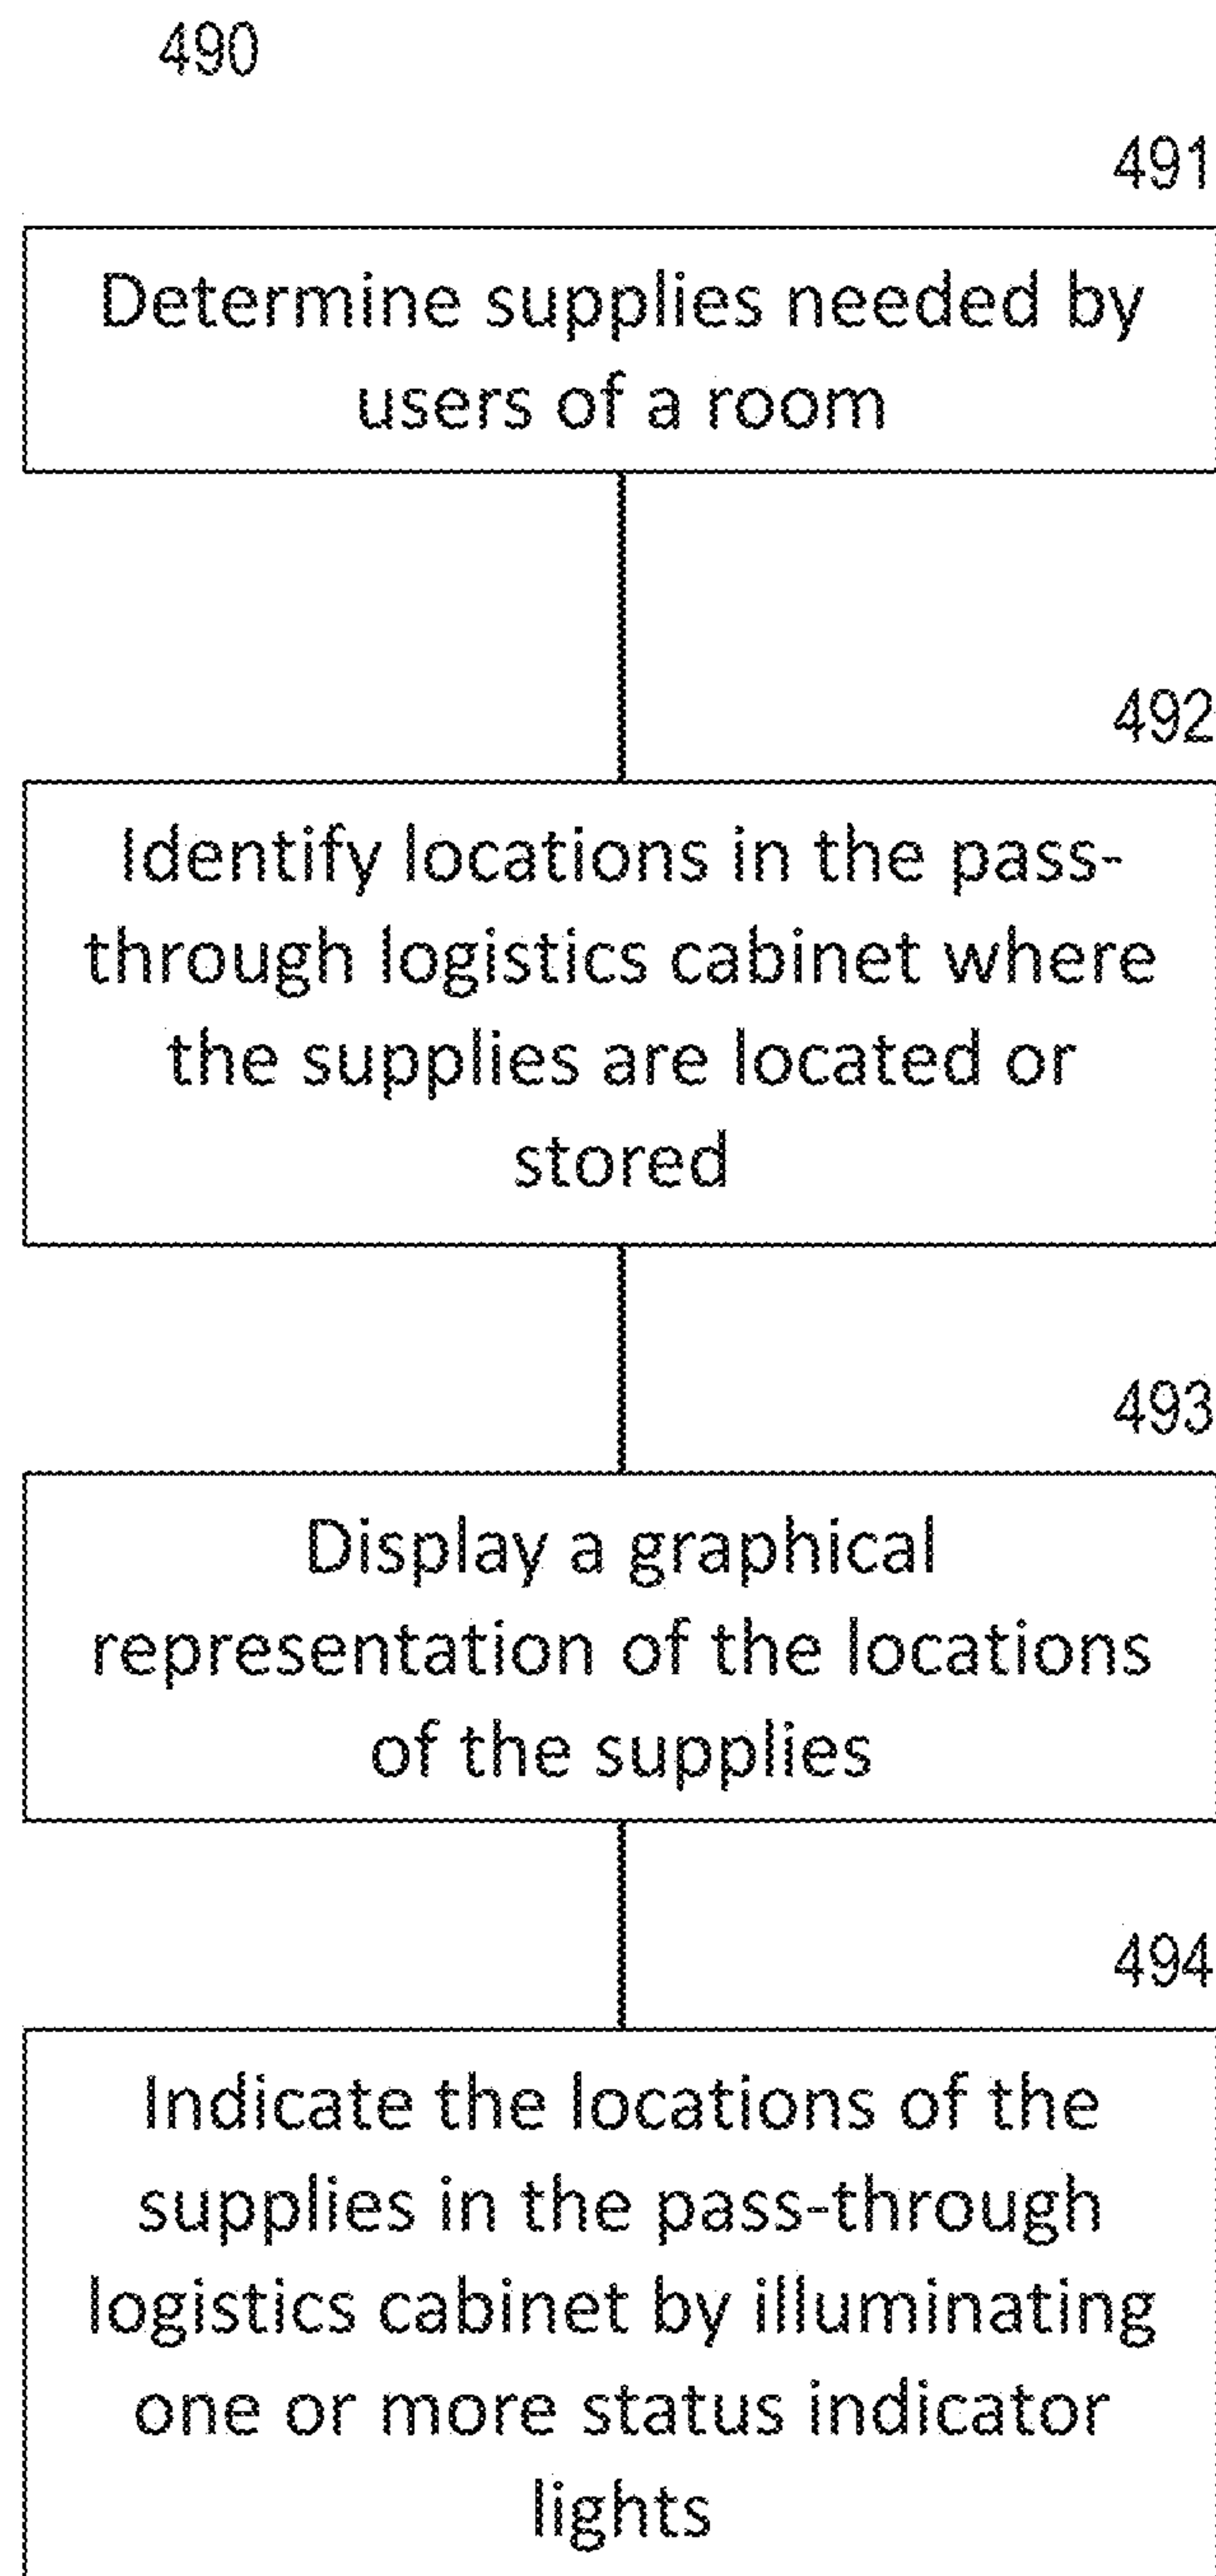 490
491
Determine supplies needed by
users of a room
492
Identify locations in the pass-
through logistics cabinet where
the supplies are located or
stored
493
Display a graphical
representation of the locations
of the supplies
494
Indicate the locations of the
supplies in the pass-through
logistics cabinet by illuminating
one or more status indicator
lights